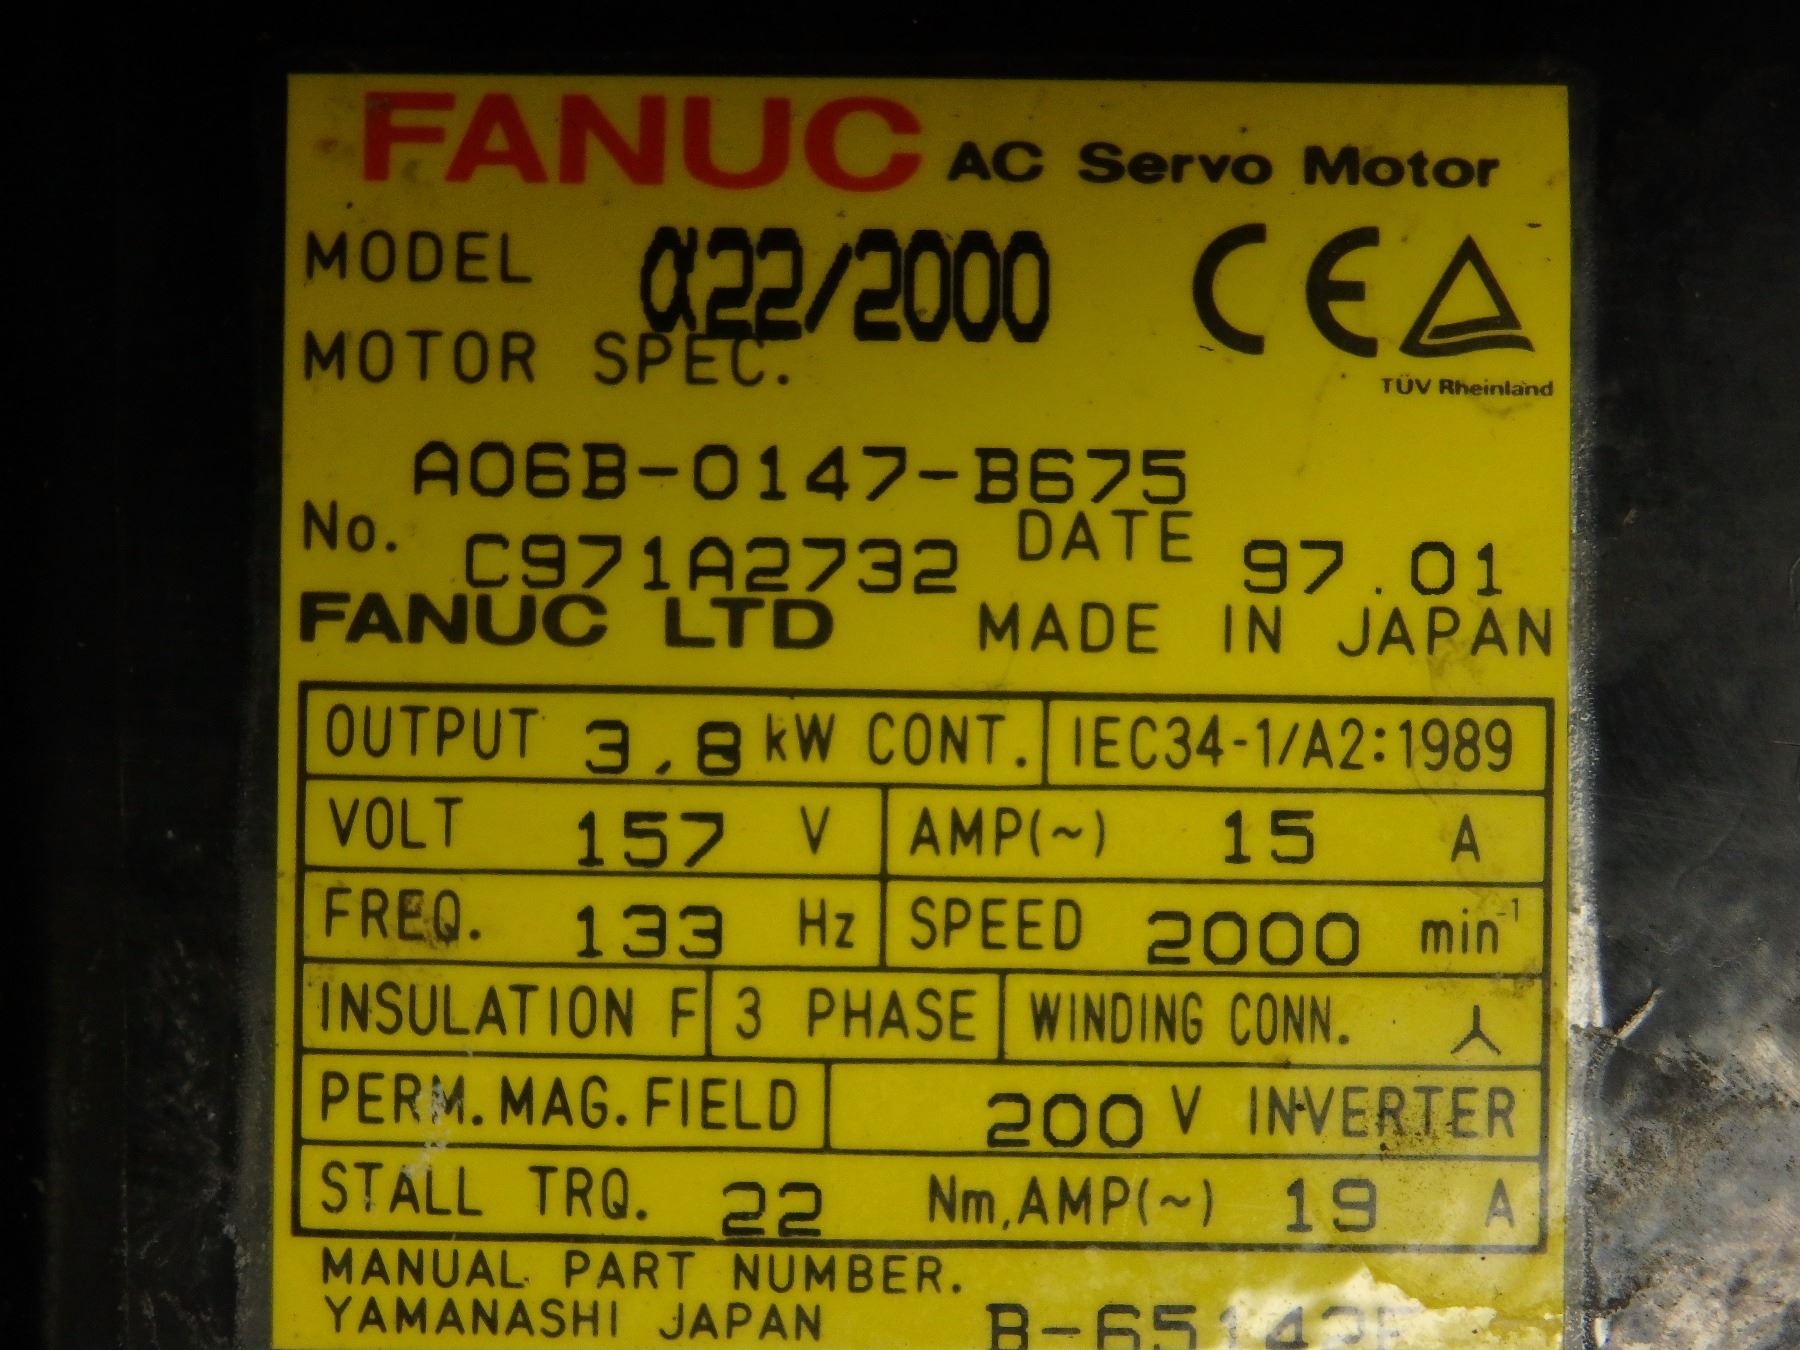 FANUC AC Servo Motor
MODEL α22/2000 CE
MOTOR SPEC.
TÜV Rheinland
A06B-0147-B675
No. C971A2732 DATE 97.01
FANUC LTD MADE IN JAPAN
OUTPUT 3.8 kW CONT. IEC34-1/A2:1989
VOLT 157 V AMP(~) 15 A
FREQ. 133 Hz SPEED 2000 min⁻¹
INSULATION F 3 PHASE WINDING CONN.
PERM. MAG. FIELD 200 V INVERTER
STALL TRQ. 22 Nm, AMP(~) 19 A
MANUAL PART NUMBER.
YAMANASHI JAPAN